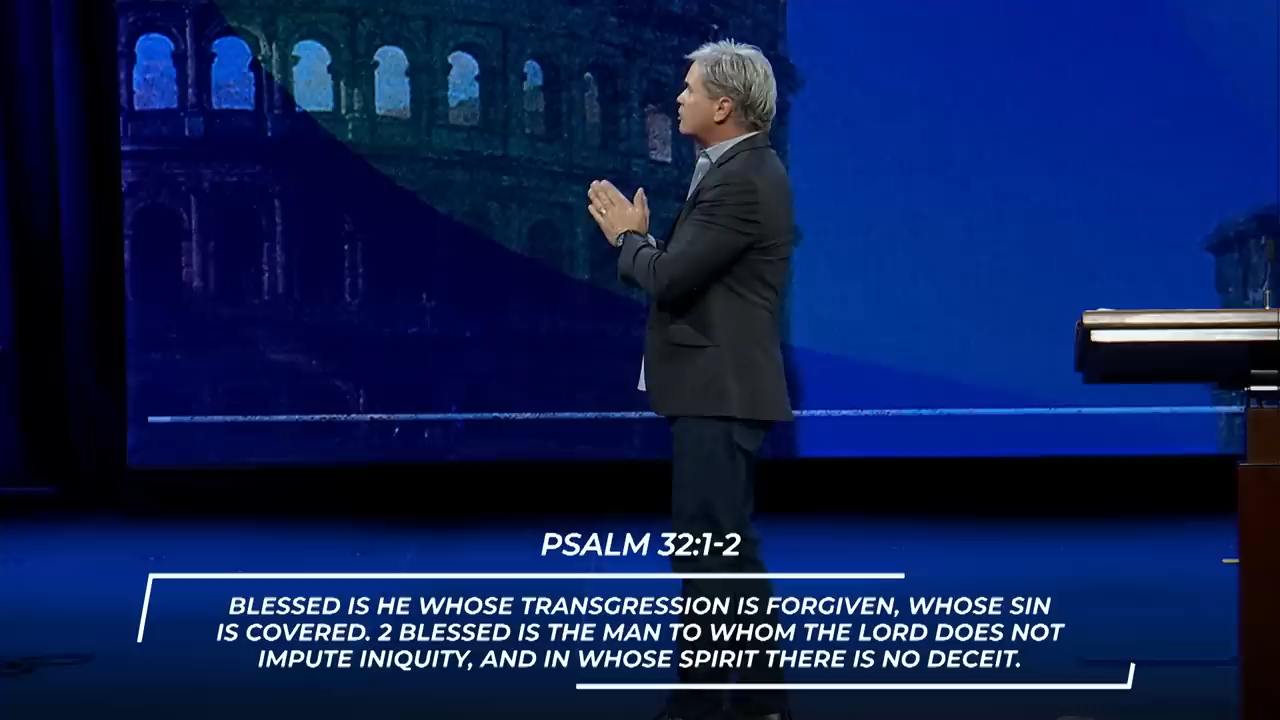 PSALM 32:1-2
BLESSED IS HE WHOSE TRANSGRESSION IS FORGIVEN, WHOSE SIN
IS COVERED. 2 BLESSED IS THE MAN TO WHOM THE LORD DOES NOT
IMPUTE INIQUITY, AND IN WHOSE SPIRIT THERE IS NO DECEIT.